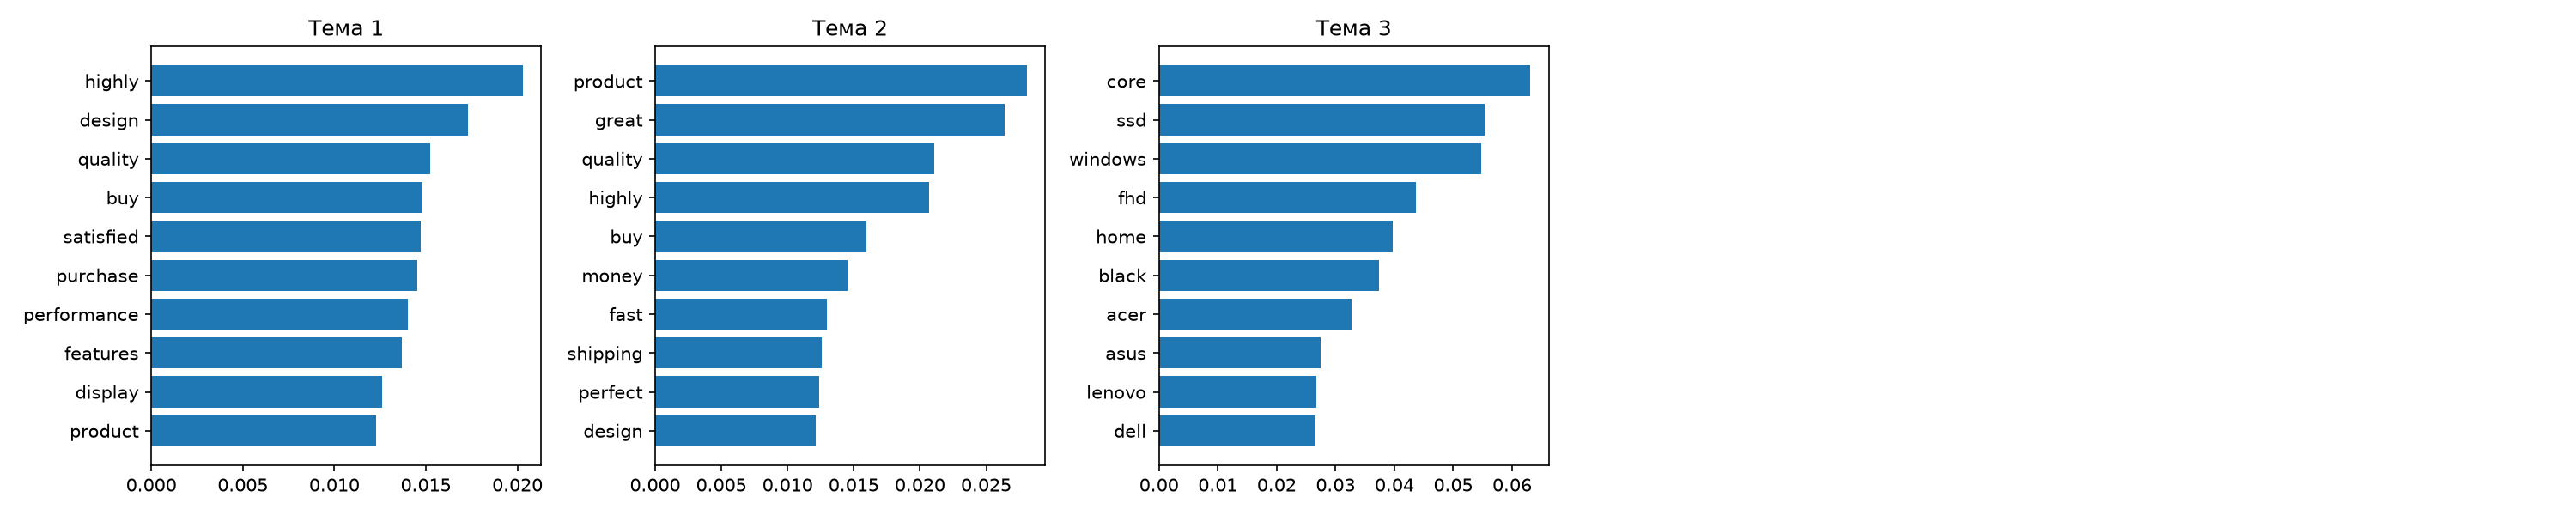 Тема 1
highly
design
quality
buy
satisfied
purchase
performance
features
display
product
0.000 0.005 0.010 0.015 0.020
Тема 2
product
great
quality
highly
buy
money
fast
shipping
perfect
design
0.000 0.005 0.010 0.015 0.020 0.025
Тема 3
core
ssd
windows
fhd
home
black
acer
asus
lenovo
dell
0.00 0.01 0.02 0.03 0.04 0.05 0.06